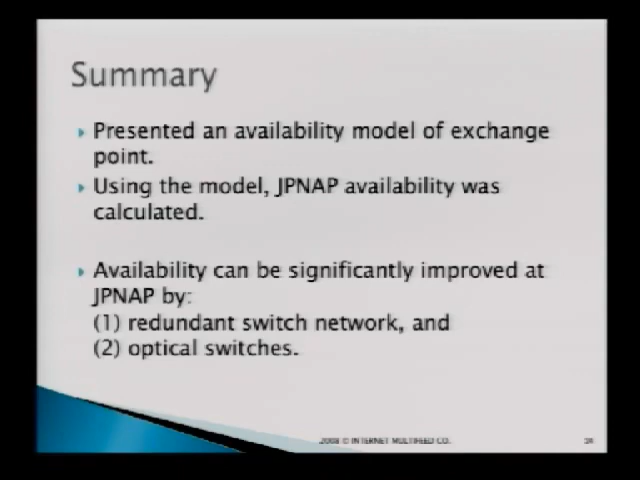 Summary
Presented an availability model of exchange
point.
Using the model, JPNAP availability was
calculated.
Availability can be significantly improved at
JPNAP by:
(1) redundant switch network, and
(2) optical switches.
2008 © INTERNET MULTIFEED CO.